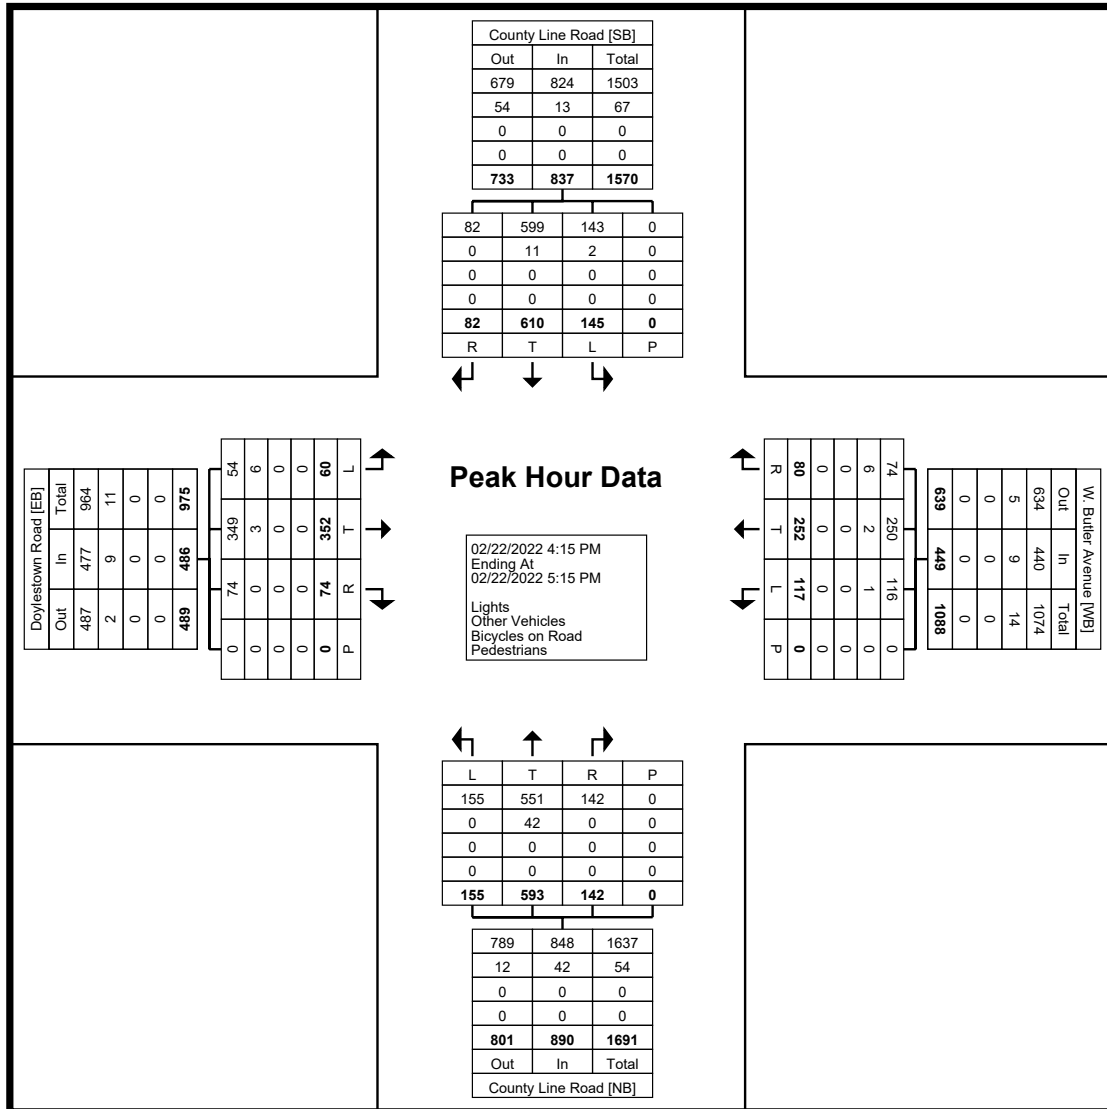 County Line Road [SB]
Out In Total
679 824 1503
54 13 67
0 0 0
0 0 0
733 837 1570
82 599 143 0
0 11 2 0
0 0 0 0
0 0 0 0
82 610 145 0
R T L P
Doylestown Road [EB]
Total In Out
964 477 487
11 9 2
0 0 0
0 0 0
975 486 489
54 349 74 0
6 3 0 0
0 0 0 0
0 0 0 0
60 352 74 0
L T R P
Peak Hour Data
02/22/2022 4:15 PM
Ending At
02/22/2022 5:15 PM
Lights
Other Vehicles
Bicycles on Road
Pedestrians
W. Butler Avenue [WB]
Out In Total
634 440 1074
5 9 14
0 0 0
0 0 0
639 449 1088
74 250 116 0
6 2 1 0
0 0 0 0
0 0 0 0
80 252 117 0
R T L P
L T R P
155 551 142 0
0 42 0 0
0 0 0 0
0 0 0 0
155 593 142 0
789 848 1637
12 42 54
0 0 0
0 0 0
801 890 1691
Out In Total
County Line Road [NB]